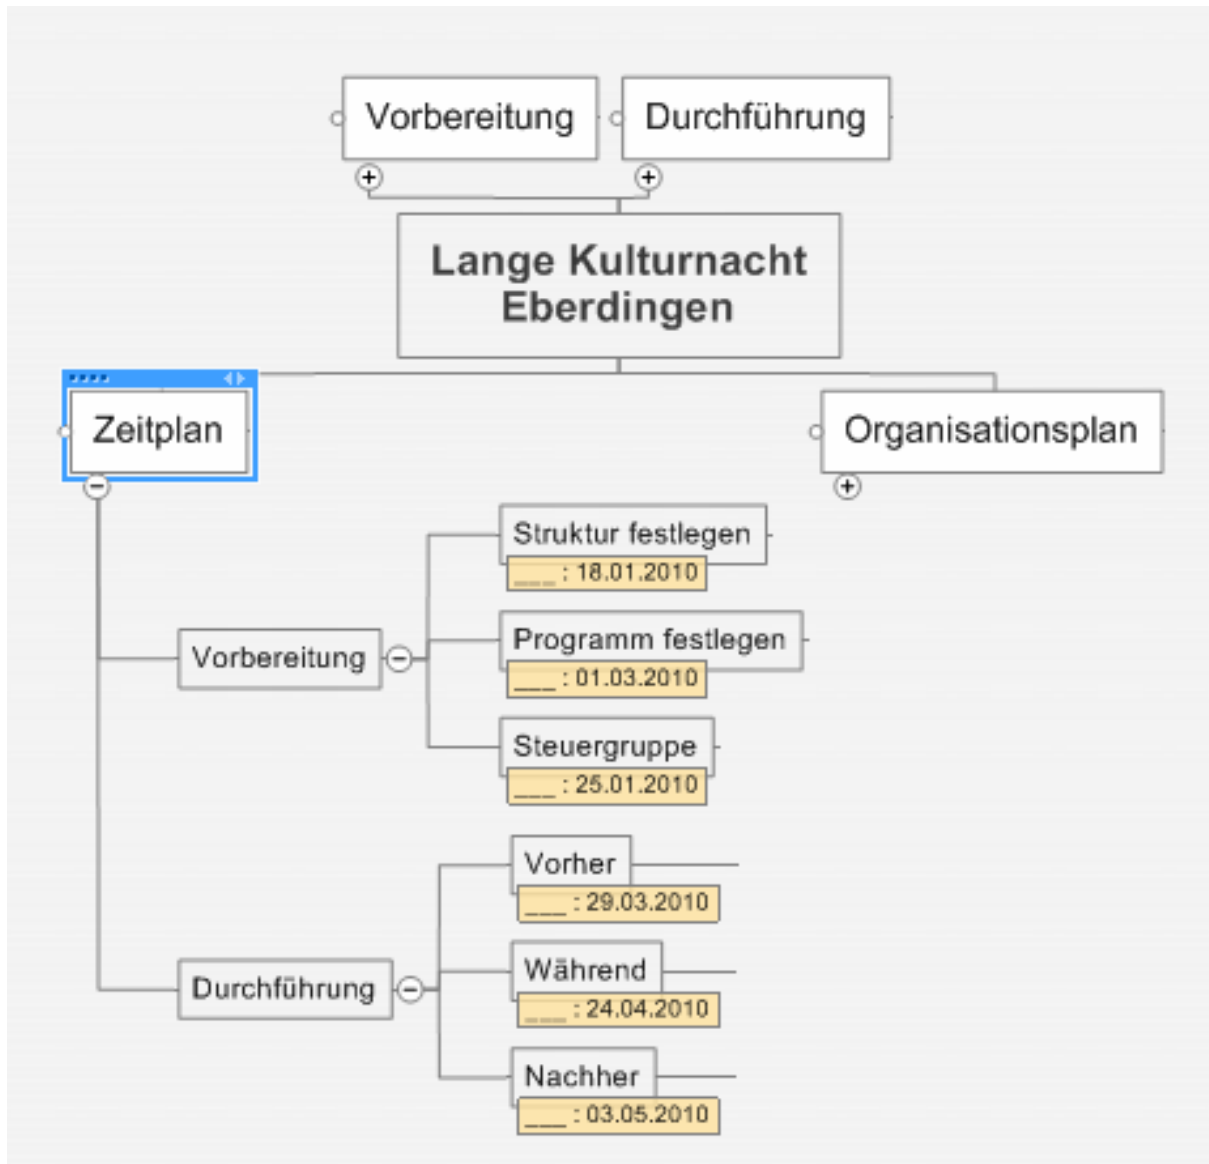 Vorbereitung
Durchführung
Lange Kulturnacht
Eberdingen
Zeitplan
Organisationsplan
Vorbereitung
Struktur festlegen
___ : 18.01.2010
Programm festlegen
___ : 01.03.2010
Steuergruppe
___ : 25.01.2010
Durchführung
Vorher
___ : 29.03.2010
Während
___ : 24.04.2010
Nachher
___ : 03.05.2010